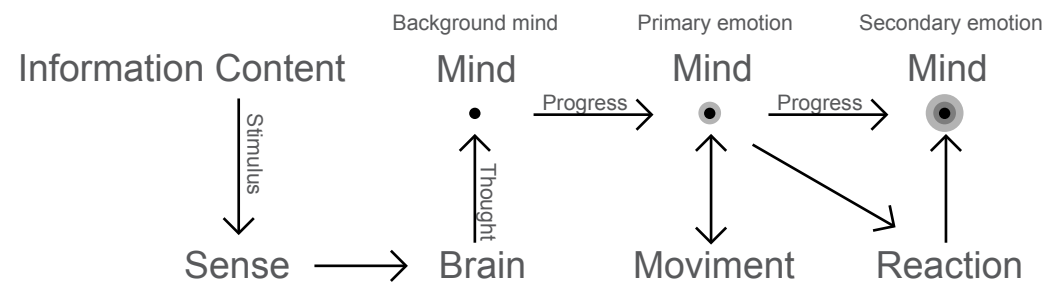 Background mind
Primary emotion
Secondary emotion
Information Content
Mind
Mind
Mind
Progress
Progress
Stimulus
Thought
Sense
Brain
Moviment
Reaction